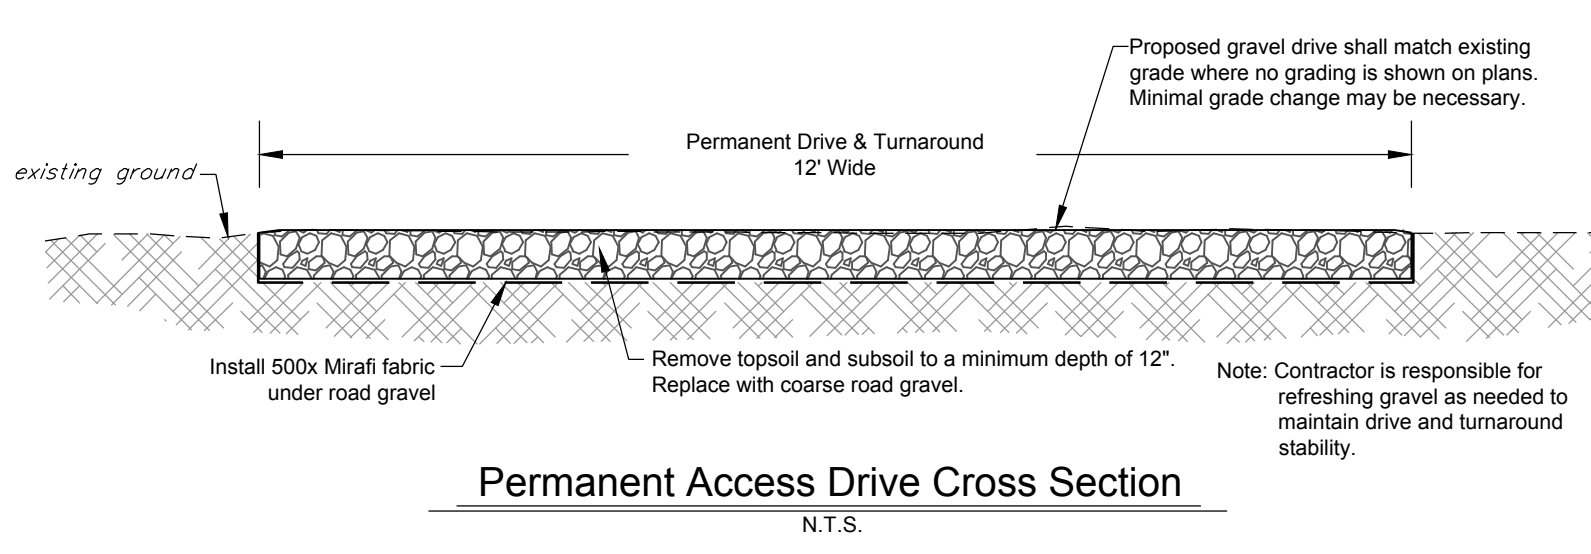 Proposed gravel drive shall match existing
grade where no grading is shown on plans.
Minimal grade change may be necessary.
Permanent Drive & Turnaround
12' Wide
existing ground
Install 500x Mirafi fabric
under road gravel
Remove topsoil and subsoil to a minimum depth of 12".
Replace with coarse road gravel.
Note: Contractor is responsible for
refreshing gravel as needed to
maintain drive and turnaround
stability.
Permanent Access Drive Cross Section
N.T.S.